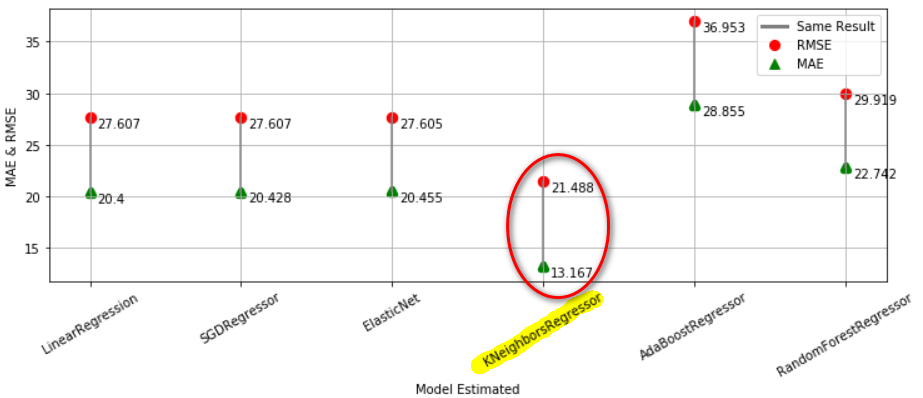 36.953
Same Result
RMSE
MAE
35
30
25
20
15
MAE & RMSE
27.607
27.607
27.605
21.488
28.855
29.919
20.4
20.428
20.455
13.167
22.742
LinearRegression
SGDRegressor
ElasticNet
KNeighborsRegressor
AdaBoostRegressor
RandomForestRegressor
Model Estimated